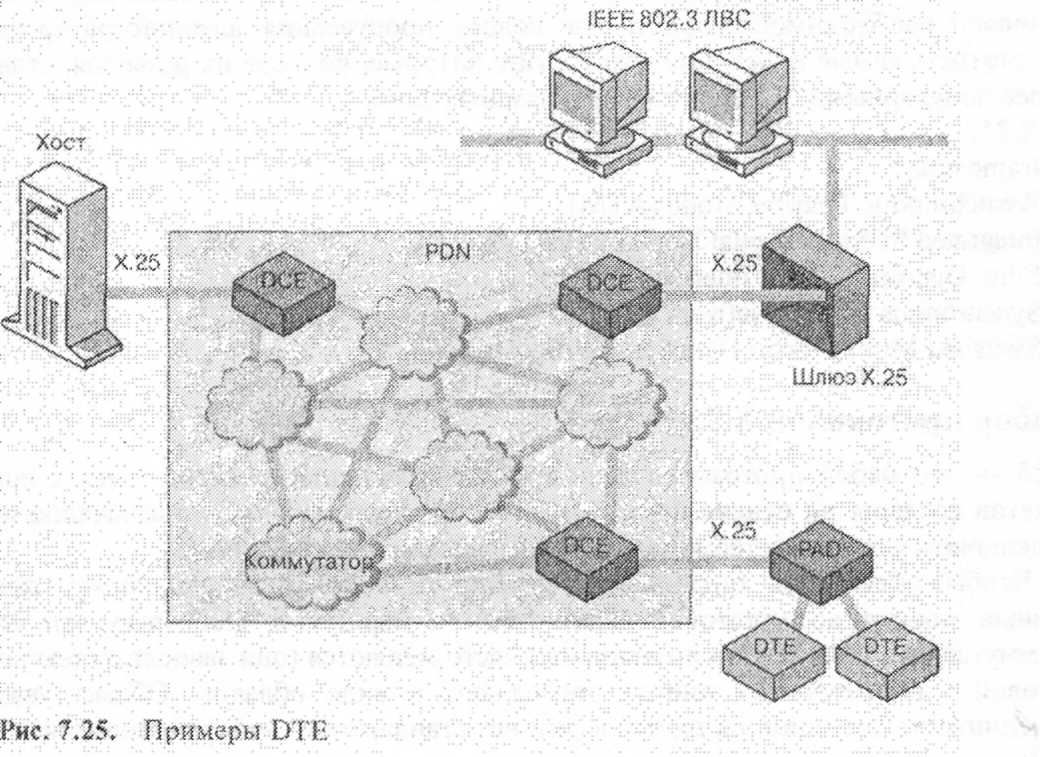 IEEE 802.3 ЛВС
Хост
PDN
X.25
DCE
DCE
X.25
Шлюз X.25
X.25
Коммутатор
DCE
PAD
DTE
DTE
Рис. 7.25. Примеры DTE